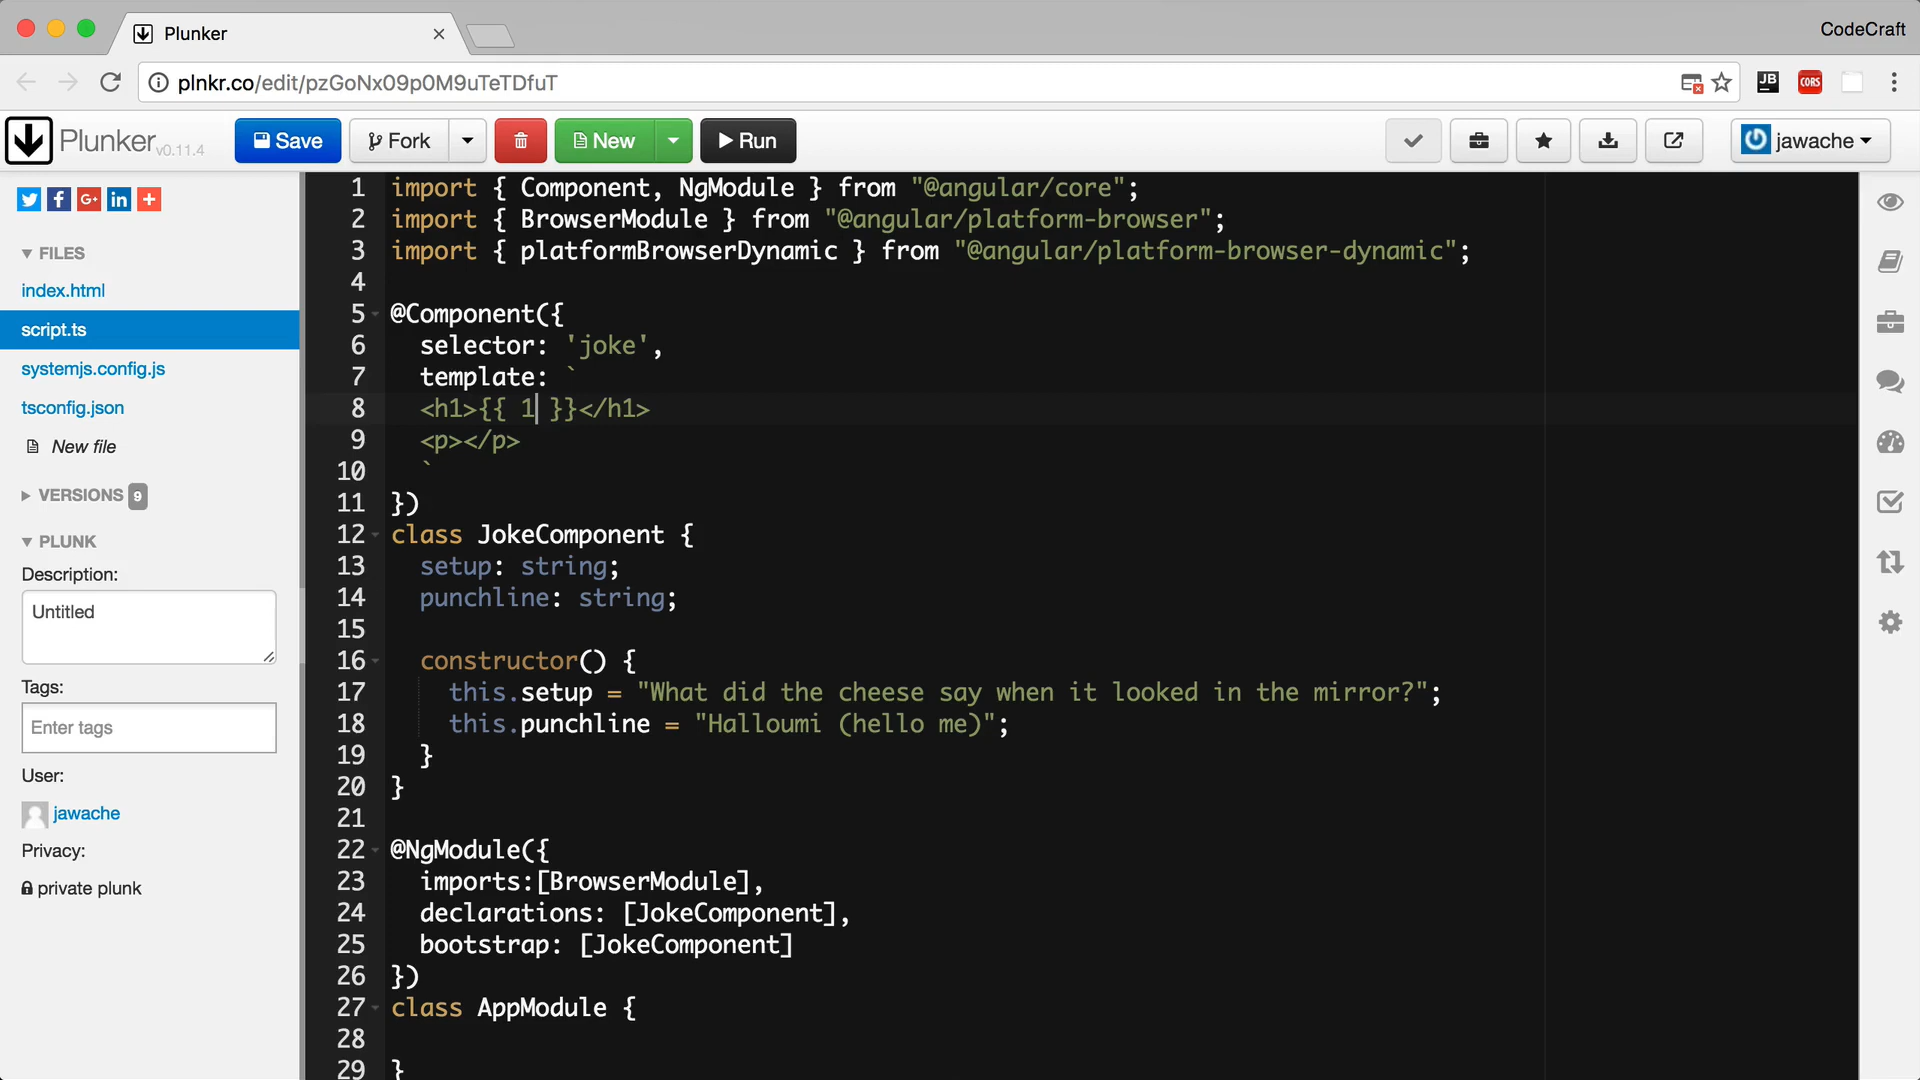 Plunker
CodeCraft
plnkr.co/edit/pzGoNx09p0M9uTeTDfuT
JB
CORS
Plunker v0.11.4
Save
Fork
New
Run
jawache
FILES
index.html
script.ts
systemjs.config.js
tsconfig.json
New file
VERSIONS 9
PLUNK
Description:
Untitled
Tags:
Enter tags
User:
jawache
Privacy:
private plunk
1 import { Component, NgModule } from "@angular/core";
2 import { BrowserModule } from "@angular/platform-browser";
3 import { platformBrowserDynamic } from "@angular/platform-browser-dynamic";
4
5 @Component({
6 selector: 'joke',
7 template: `
8 <h1>{{ 1 }}</h1>
9 <p></p>
10 `
11 })
12 class JokeComponent {
13 setup: string;
14 punchline: string;
15
16 constructor() {
17 this.setup = "What did the cheese say when it looked in the mirror?";
18 this.punchline = "Halloumi (hello me)";
19 }
20 }
21
22 @NgModule({
23 imports:[BrowserModule],
24 declarations: [JokeComponent],
25 bootstrap: [JokeComponent]
26 })
27 class AppModule {
28
29 }